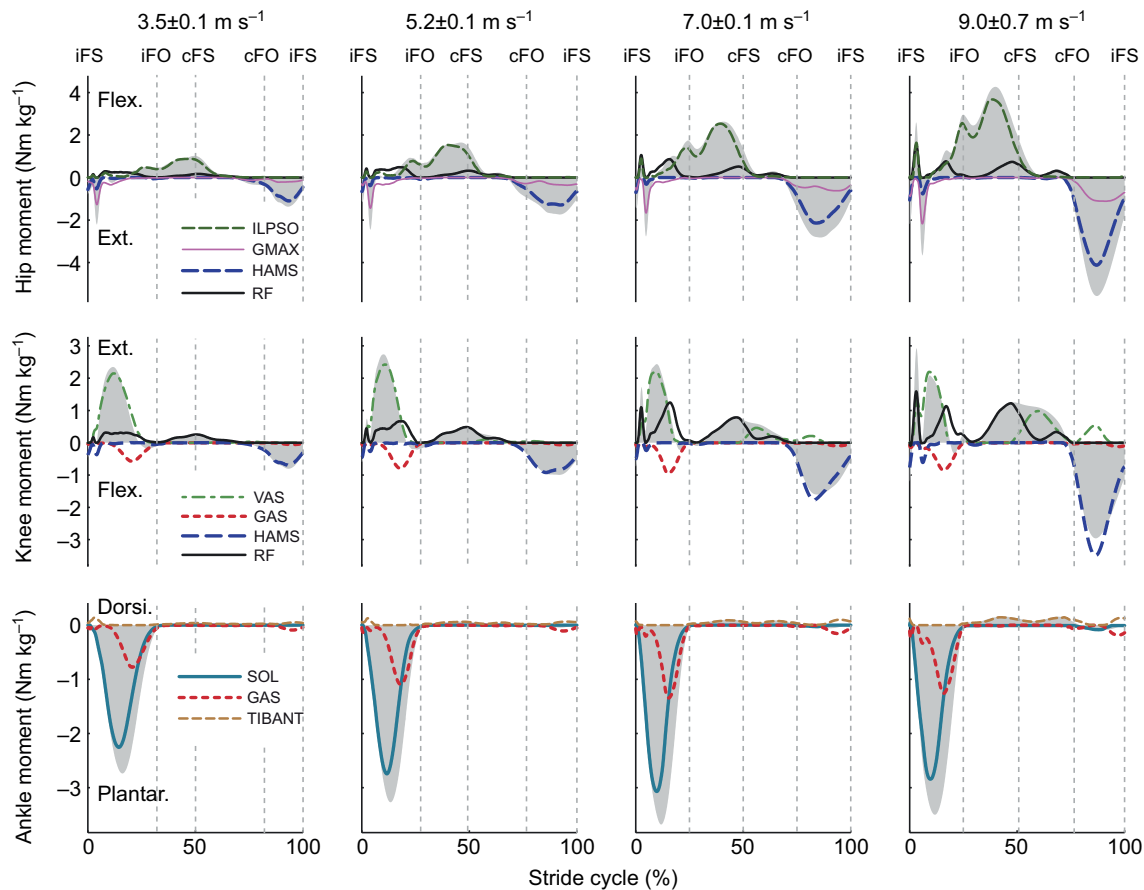 3.5±0.1 m s⁻¹ 5.2±0.1 m s⁻¹ 7.0±0.1 m s⁻¹ 9.0±0.7 m s⁻¹
iFS iFO cFS cFO iFS iFO cFS cFO iFS iFO cFS cFO iFS iFO cFS cFO iFS
Hip moment (Nm kg⁻¹)
4
2
0
–2
–4
Flex.
Ext.
ILPSO
GMAX
HAMS
RF
Knee moment (Nm kg⁻¹)
3
2
1
0
–1
–2
–3
Ext.
Flex.
VAS
GAS
HAMS
RF
Ankle moment (Nm kg⁻¹)
0
–1
–2
–3
Dorsi.
SOL
GAS
TIBANT
Plantar.
0 50 100 0 50 100 0 50 100 0 50 100
Stride cycle (%)